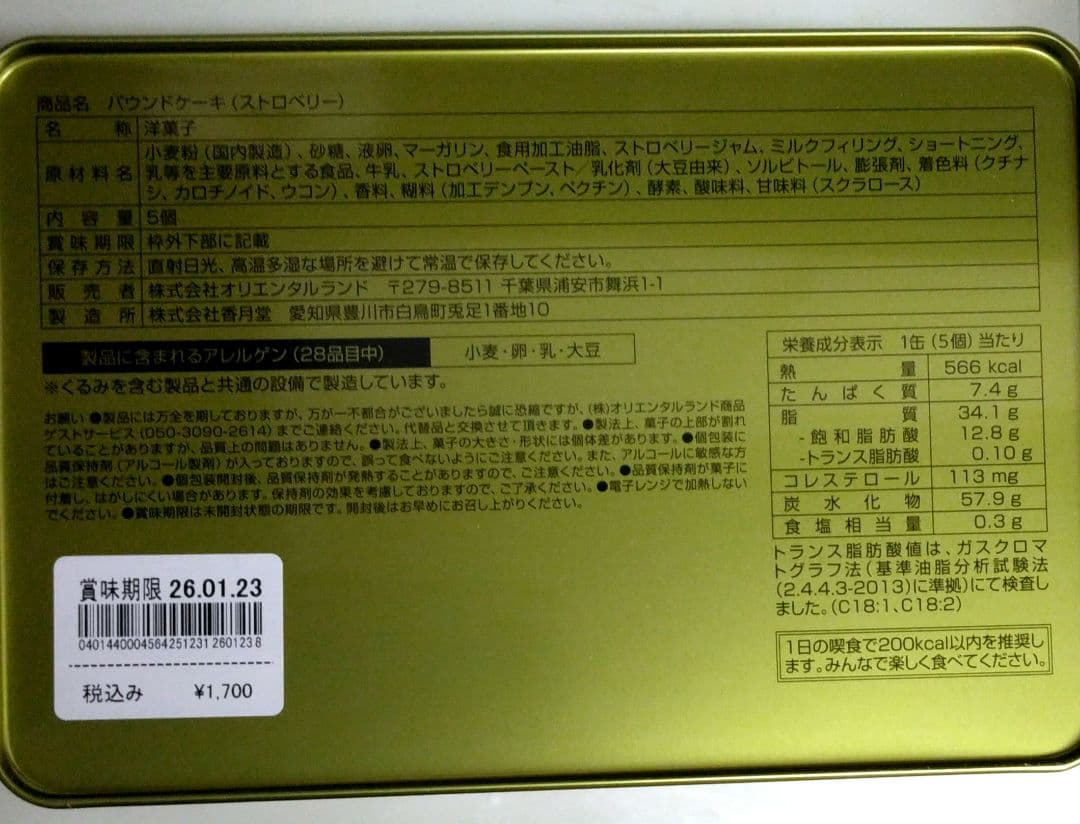 商品名 パウンドケーキ(ストロベリー)
名称 洋菓子
原材料名 小麦粉(国内製造)、砂糖、液卵、マーガリン、食用加工油脂、ストロベリージャム、ミルクフィリング、ショートニング、
乳等を主要原料とする食品、牛乳、ストロベリーペースト/乳化剤(大豆由来)、ソルビトール、膨張剤、着色料(クチナ
シ、カロチノイド、ウコン)、香料、糊料(加工デンプン、ペクチン)、酵素、酸味料、甘味料(スクラロース)
内容量 5個
賞味期限 枠外下部に記載
保存方法 直射日光、高温多湿な場所を避けて常温で保存してください。
販売者 株式会社オリエンタルランド 〒279-8511 千葉県浦安市舞浜1-1
製造所 株式会社香月堂 愛知県豊川市白鳥町兎足1番地10
製品に含まれるアレルゲン(28品目中) 小麦・卵・乳・大豆
※くるみを含む製品と共通の設備で製造しています。
お願い ●製品には万全を期しておりますが、万が一不都合がございましたら誠に恐縮ですが、(株)オリエンタルランド商品
ゲストサービス(050-3090-2614)までご連絡ください。代替品と交換させて頂きます。●製法上、菓子の上部が割れ
ていることがありますが、品質上の問題はありません。●製法上、菓子の大きさ・形状には個体差があります。●個包装に
品質保持剤(アルコール製剤)が入っておりますので、誤って食べないようにご注意ください。また、アルコールに敏感な方
はご注意ください。●個包装開封後、品質保持剤が発熱することがありますので、ご注意ください。●品質保持剤が菓子に
付着し、はがしにくい場合があります。保持剤の効果を考慮しておりますので、ご了承ください。●電子レンジで加熱しない
でください。●賞味期限は未開封状態の期限です。開封後はお早めにお召し上がりください。
栄養成分表示 1缶(5個)当たり
熱量 566 kcal
たんぱく質 7.4 g
脂質 34.1 g
-飽和脂肪酸 12.8 g
-トランス脂肪酸 0.10 g
コレステロール 113 mg
炭水化物 57.9 g
食塩相当量 0.3 g
トランス脂肪酸値は、ガスクロマ
トグラフ法(基準油脂分析試験法
(2.4.4.3-2013)に準拠)にて検査し
ました。(C18:1、C18:2)
1日の喫食で200kcal以内を推奨し
ます。みんなで楽しく食べてください。
賞味期限 26.01.23
0401440004564251231 260123 8
税込み ¥1,700